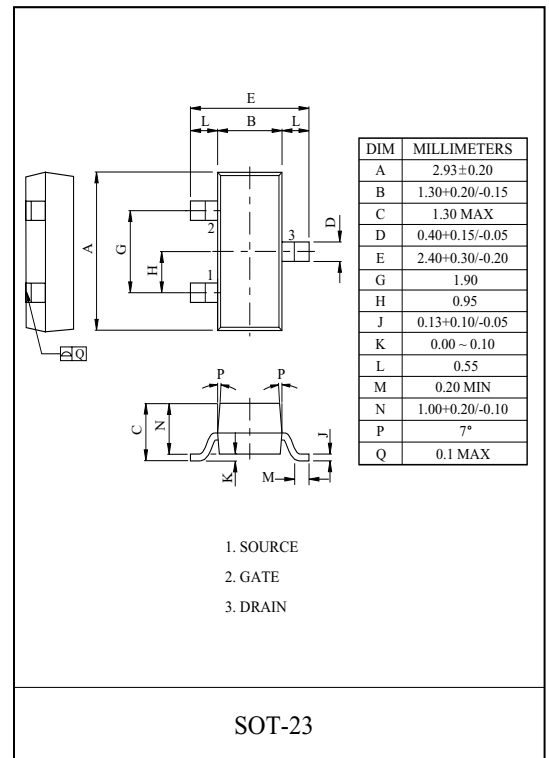 E
L B L
A
G
H
D
2
3
1
D Q
P P
C
N
K
M
J
DIM MILLIMETERS
A 2.93±0.20
B 1.30+0.20/-0.15
C 1.30 MAX
D 0.40+0.15/-0.05
E 2.40+0.30/-0.20
G 1.90
H 0.95
J 0.13+0.10/-0.05
K 0.00 ~ 0.10
L 0.55
M 0.20 MIN
N 1.00+0.20/-0.10
P 7°
Q 0.1 MAX
1. SOURCE
2. GATE
3. DRAIN
SOT-23